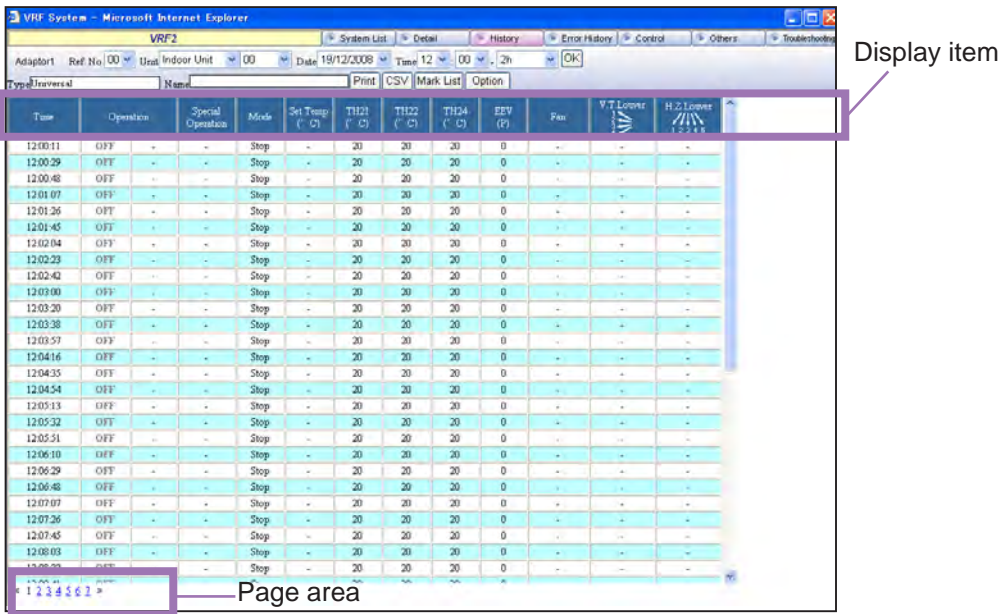 VRF System - Microsoft Internet Explorer
VRF2 System List Detail History Error History Control Others Troubleshooting
Adaptor1 Ref No 00 Unit Indoor Unit 00 Date 19/12/2008 Time 12 00 , 2h OK
Type Universal Name Print CSV Mark List Option
Display item
Time Operation Special Operation Mode Set Temp (° C) TH21 (° C) TH22 (° C) TH24 (° C) EEV (P) Fan V.T.Louver H.Z.Louver 1 2 3 4 5
12:00:11 OFF - - Stop - 20 20 20 0 - - -
12:00:29 OFF - - Stop - 20 20 20 0 - - -
12:00:48 OFF - - Stop - 20 20 20 0 - - -
12:01:07 OFF - - Stop - 20 20 20 0 - - -
12:01:26 OFF - - Stop - 20 20 20 0 - - -
12:01:45 OFF - - Stop - 20 20 20 0 - - -
12:02:04 OFF - - Stop - 20 20 20 0 - - -
12:02:23 OFF - - Stop - 20 20 20 0 - - -
12:02:42 OFF - - Stop - 20 20 20 0 - - -
12:03:00 OFF - - Stop - 20 20 20 0 - - -
12:03:20 OFF - - Stop - 20 20 20 0 - - -
12:03:38 OFF - - Stop - 20 20 20 0 - - -
12:03:57 OFF - - Stop - 20 20 20 0 - - -
12:04:16 OFF - - Stop - 20 20 20 0 - - -
12:04:35 OFF - - Stop - 20 20 20 0 - - -
12:04:54 OFF - - Stop - 20 20 20 0 - - -
12:05:13 OFF - - Stop - 20 20 20 0 - - -
12:05:32 OFF - - Stop - 20 20 20 0 - - -
12:05:51 OFF - - Stop - 20 20 20 0 - - -
12:06:10 OFF - - Stop - 20 20 20 0 - - -
12:06:29 OFF - - Stop - 20 20 20 0 - - -
12:06:48 OFF - - Stop - 20 20 20 0 - - -
12:07:07 OFF - - Stop - 20 20 20 0 - - -
12:07:26 OFF - - Stop - 20 20 20 0 - - -
12:07:45 OFF - - Stop - 20 20 20 0 - - -
12:08:03 OFF - - Stop - 20 20 20 0 - - -
OFF - - Stop - 20 20 20 0 - - -
« 1 2 3 4 5 6 7 »
Page area